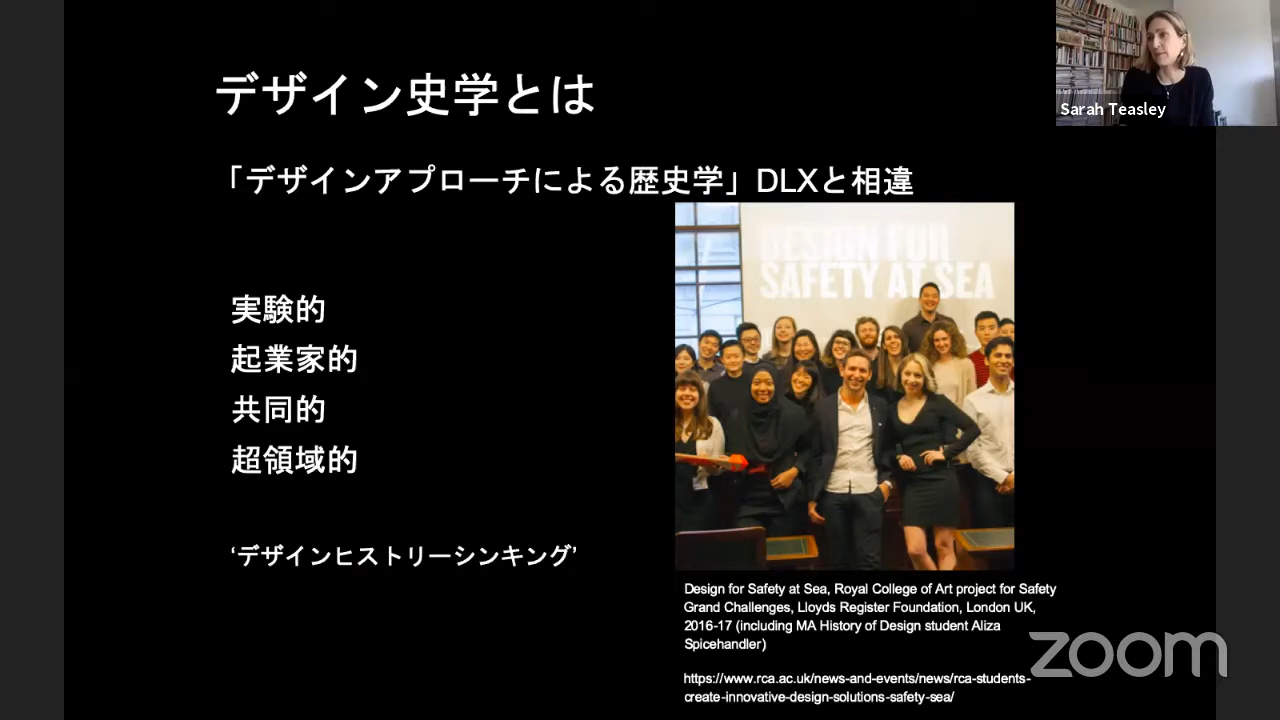 デザイン史学とは
Sarah Teasley
「デザインアプローチによる歴史学」DLXと相違
DESIGN FOR
SAFETY AT SEA
実験的
起業家的
共同的
超領域的
‘デザインヒストリーシンキング’
Design for Safety at Sea, Royal College of Art project for Safety
Grand Challenges, Lloyds Register Foundation, London UK,
2016-17 (including MA History of Design student Aliza
Spicehandler)
https://www.rca.ac.uk/news-and-events/news/rca-students-
create-innovative-design-solutions-safety-sea/
zoom